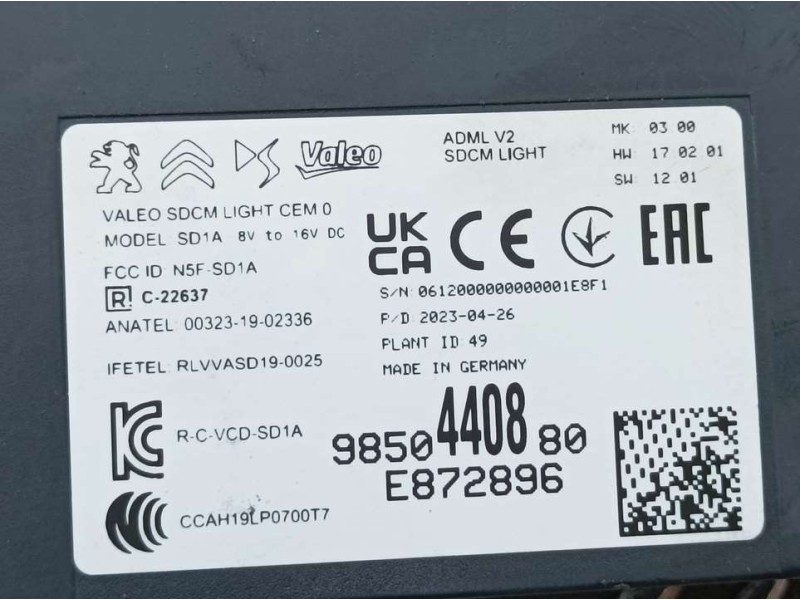 DS
Valeo
ADML V2
SDCM LIGHT
MK: 03 00
HW: 17 02 01
SW: 12 01
VALEO SDCM LIGHT CEM 0
MODEL: SD1A 8V to 16V DC
FCC ID: N5F-SD1A
R C-22637
ANATEL: 00323-19-02336
IFETEL: RLVVASD19-0025
UK
CA
CE
EAC
S/N: 0612000000000001E8F1
P/D: 2023-04-26
PLANT ID: 49
MADE IN GERMANY
R-C-VCD-SD1A
98504 4408 80
E872896
CCAH19LP0700T7